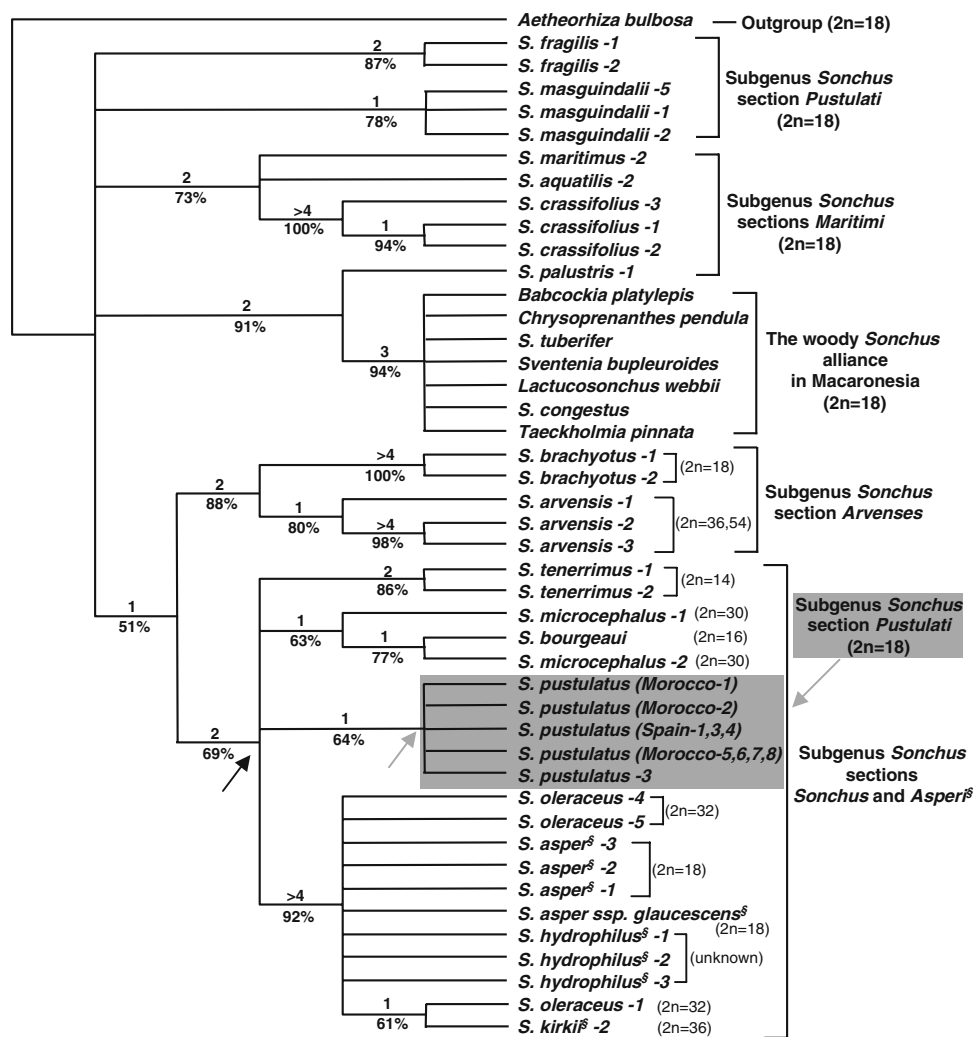 Aetheorhiza bulbosa
Outgroup (2n=18)
2
87%
S. fragilis -1
S. fragilis -2
1
78%
S. masguindalii -5
S. masguindalii -1
S. masguindalii -2
Subgenus Sonchus
section Pustulati
(2n=18)
2
73%
S. maritimus -2
S. aquatilis -2
>4
100%
S. crassifolius -3
1
94%
S. crassifolius -1
S. crassifolius -2
S. palustris -1
Subgenus Sonchus
sections Maritimi
(2n=18)
2
91%
3
94%
Babcockia platylepis
Chrysoprenanthes pendula
S. tuberifer
Sventenia bupleuroides
Lactucosonchus webbii
S. congestus
Taeckholmia pinnata
The woody Sonchus
alliance
in Macaronesia
(2n=18)
1
51%
2
88%
>4
100%
S. brachyotus -1
S. brachyotus -2
(2n=18)
1
80%
>4
98%
S. arvensis -1
S. arvensis -2
S. arvensis -3
(2n=36,54)
Subgenus Sonchus
section Arvenses
2
69%
2
86%
S. tenerrimus -1
S. tenerrimus -2
(2n=14)
1
63%
1
77%
S. microcephalus -1 (2n=30)
S. bourgeaui (2n=16)
S. microcephalus -2 (2n=30)
1
64%
S. pustulatus (Morocco-1)
S. pustulatus (Morocco-2)
S. pustulatus (Spain-1,3,4)
S. pustulatus (Morocco-5,6,7,8)
S. pustulatus -3
Subgenus Sonchus
section Pustulati
(2n=18)
>4
92%
S. oleraceus -4
S. oleraceus -5
(2n=32)
S. asper§ -3
S. asper§ -2
S. asper§ -1
(2n=18)
S. asper ssp. glaucescens§
(2n=18)
S. hydrophilus§ -1
S. hydrophilus§ -2
S. hydrophilus§ -3
(unknown)
1
61%
S. oleraceus -1 (2n=32)
S. kirkii§ -2 (2n=36)
Subgenus Sonchus
sections
Sonchus and Asperi§